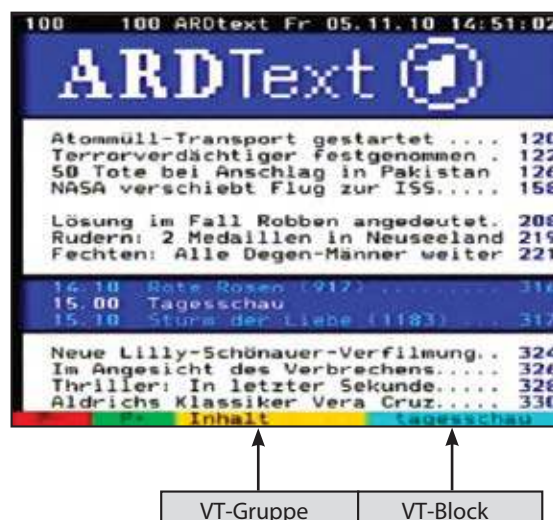 100 100 ARDtext Fr 05.11.10 14:51:02
ARDText 1
Atommüll-Transport gestartet .... 120
Terrorverdächtiger festgenommen . 122
50 Tote bei Anschlag in Pakistan 126
NASA verschiebt Flug zur ISS..... 158
Lösung im Fall Robben angedeutet. 208
Rudern: 2 Medaillen in Neuseeland 219
Fechten: Alle Degen-Männer weiter 221
14.10 Rote Rosen (917) ......... 316
15.00 Tagesschau
15.10 Sturm der Liebe (1183) ... 317
Neue Lilly-Schönauer-Verfilmung.. 324
Im Angesicht des Verbrechens..... 326
Thriller: In letzter Sekunde..... 328
Aldrichs Klassiker Vera Cruz..... 330
P- P+ Inhalt tagesschau
VT-Gruppe VT-Block